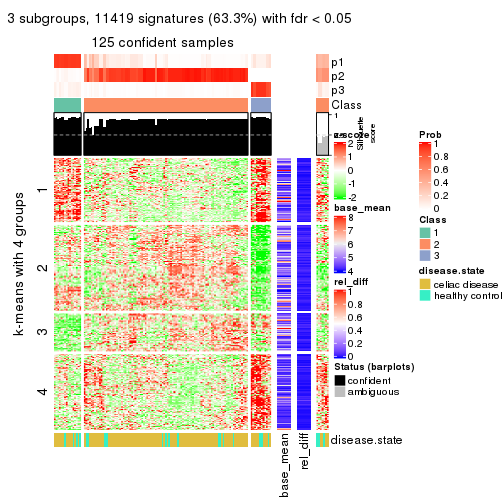 3 subgroups, 11419 signatures (63.3%) with fdr < 0.05
125 confident samples
p1
p2
p3
Class
1
Silhouette
score
k-means with 4 groups
1
2
3
4
base_mean
rel_diff
disease.state
z-score
2
1
0
-1
-2
base_mean
8
7
6
5
4
rel_diff
1
0.8
0.6
0.4
0.2
0
Status (barplots)
confident
ambiguous
Prob
1
0.8
0.6
0.4
0.2
0
Class
1
2
3
disease.state
celiac disease
healthy control